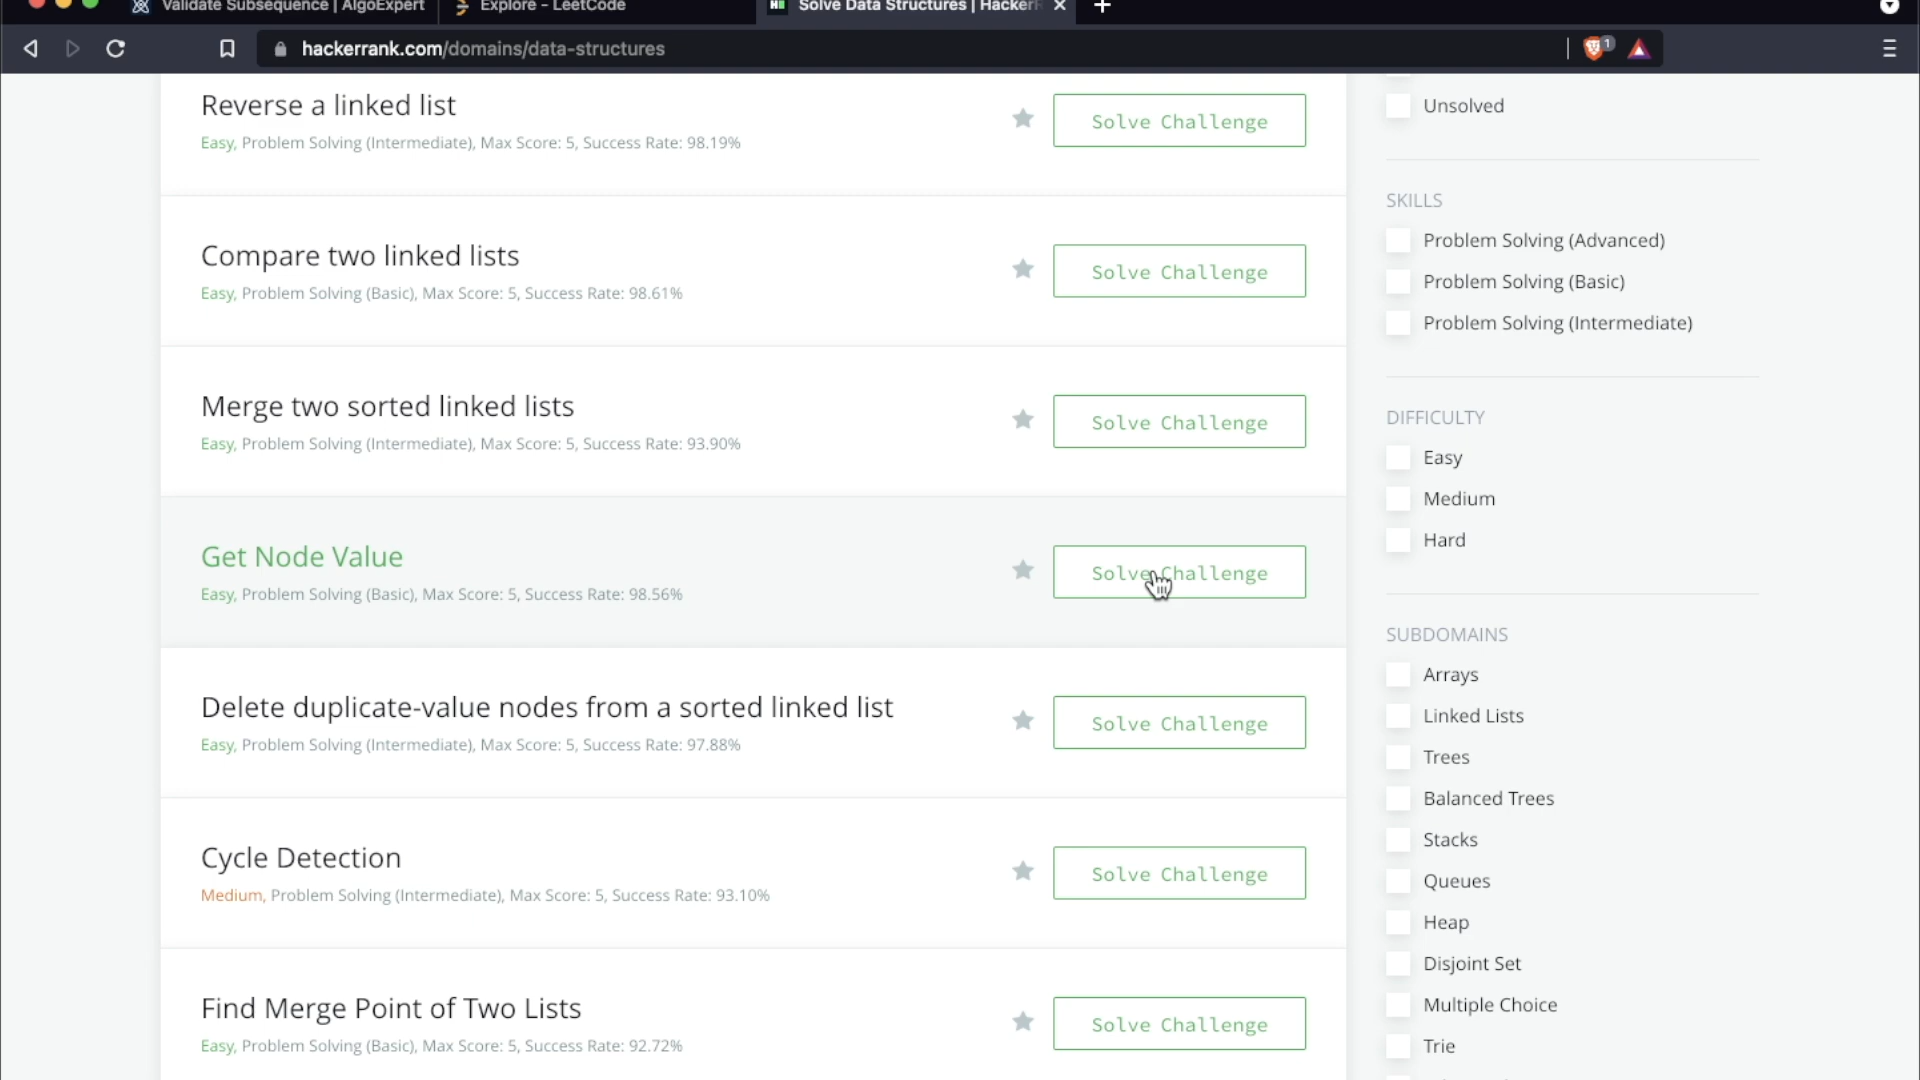 Validate Subsequence | AlgoExpert
Explore - LeetCode
Solve Data Structures | HackerR
hackerrank.com/domains/data-structures
1
Reverse a linked list
Easy, Problem Solving (Intermediate), Max Score: 5, Success Rate: 98.19%
Solve Challenge
Compare two linked lists
Easy, Problem Solving (Basic), Max Score: 5, Success Rate: 98.61%
Solve Challenge
Merge two sorted linked lists
Easy, Problem Solving (Intermediate), Max Score: 5, Success Rate: 93.90%
Solve Challenge
Get Node Value
Easy, Problem Solving (Basic), Max Score: 5, Success Rate: 98.56%
Solve Challenge
Delete duplicate-value nodes from a sorted linked list
Easy, Problem Solving (Intermediate), Max Score: 5, Success Rate: 97.88%
Solve Challenge
Cycle Detection
Medium, Problem Solving (Intermediate), Max Score: 5, Success Rate: 93.10%
Solve Challenge
Find Merge Point of Two Lists
Easy, Problem Solving (Basic), Max Score: 5, Success Rate: 92.72%
Solve Challenge
Unsolved
SKILLS
Problem Solving (Advanced)
Problem Solving (Basic)
Problem Solving (Intermediate)
DIFFICULTY
Easy
Medium
Hard
SUBDOMAINS
Arrays
Linked Lists
Trees
Balanced Trees
Stacks
Queues
Heap
Disjoint Set
Multiple Choice
Trie